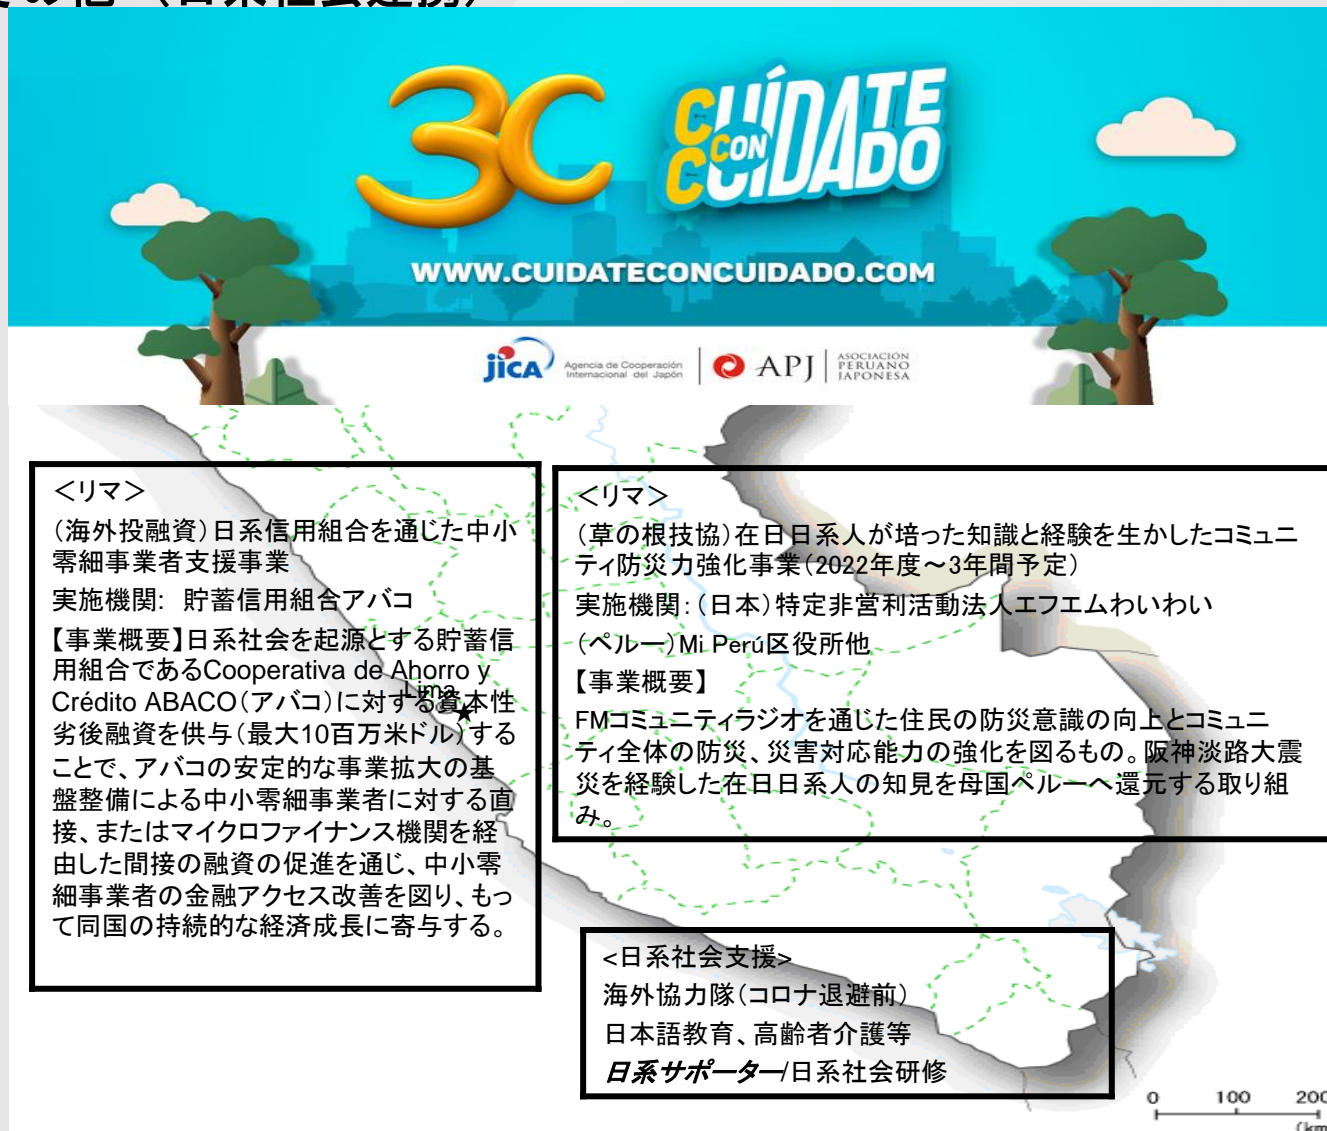 の他 (日系社会連携)
3C CUÍDATE
CON
CUIDADO
WWW.CUIDATECONCUIDADO.COM
jica Agencia de Cooperación
Internacional del Japón
APJ ASOCIACIÓN
PERUANO
JAPONESA
＜リマ＞
（海外投融資）日系信用組合を通じた中小
零細事業者支援事業
実施機関： 貯蓄信用組合アバコ
【事業概要】日系社会を起源とする貯蓄信
用組合であるCooperativa de Ahorro y
Crédito ABACO（アバコ）に対する資本性
劣後融資を供与（最大10百万米ドル）する
ことで、アバコの安定的な事業拡大の基
盤整備による中小零細事業者に対する直
接、またはマイクロファイナンス機関を経
由した間接の融資の促進を通じ、中小零
細事業者の金融アクセス改善を図り、もっ
て同国の持続的な経済成長に寄与する。
Lima
＜リマ＞
（草の根技協）在日日系人が培った知識と経験を生かしたコミュニ
ティ防災力強化事業（2022年度～3年間予定）
実施機関：（日本）特定非営利活動法人エフエムわいわい
（ペルー）Mi Perú区役所他
【事業概要】
FMコミュニティラジオを通じた住民の防災意識の向上とコミュニ
ティ全体の防災、災害対応能力の強化を図るもの。阪神淡路大震
災を経験した在日日系人の知見を母国ペルーへ還元する取り組
み。
<日系社会支援>
海外協力隊（コロナ退避前）
日本語教育、高齢者介護等
日系サポーター/日系社会研修
0 100 200
(km